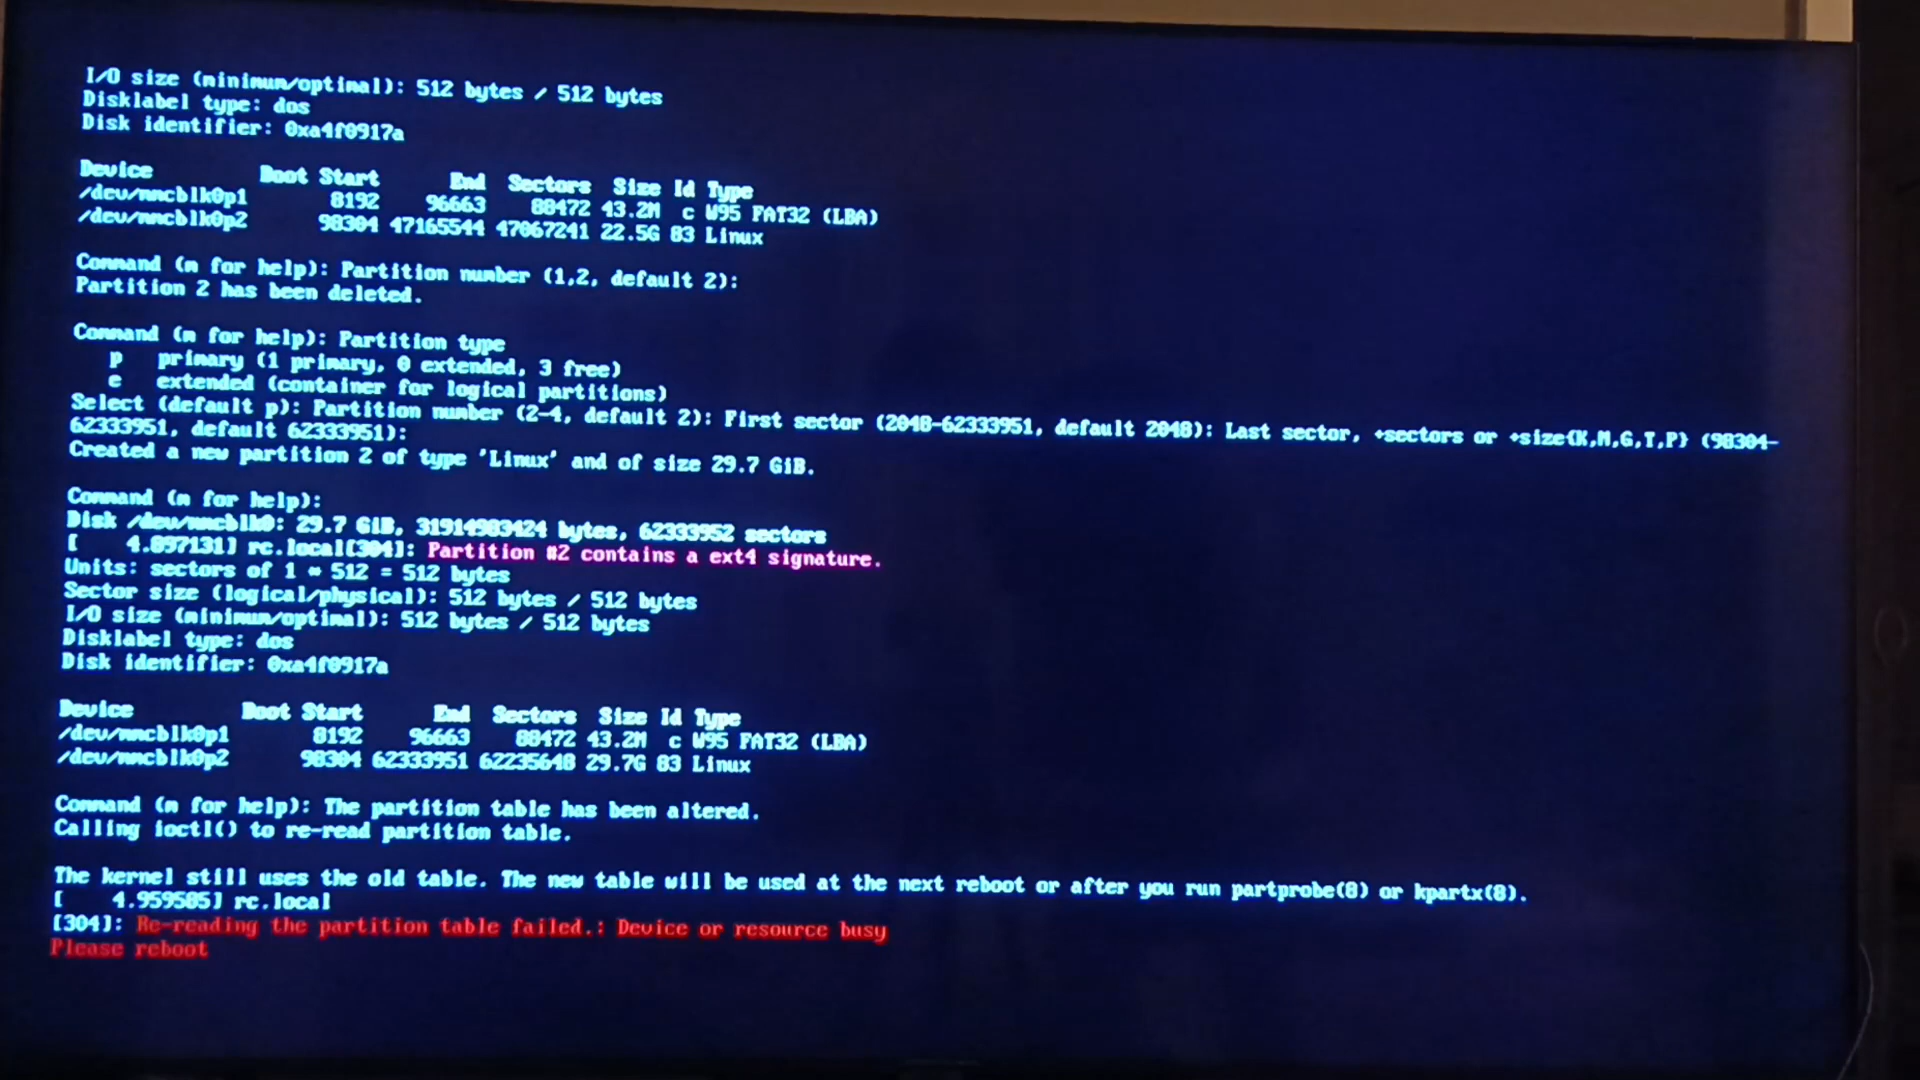 I/O size (minimum/optimal): 512 bytes / 512 bytes
Disklabel type: dos
Disk identifier: 0xa4f0917a
Device Boot Start End Sectors Size Id Type
/dev/mmcblk0p1 8192 96663 88472 43.2M c W95 FAT32 (LBA)
/dev/mmcblk0p2 98304 47165544 47067241 22.5G 83 Linux
Command (m for help): Partition number (1,2, default 2):
Partition 2 has been deleted.
Command (m for help): Partition type
p primary (1 primary, 0 extended, 3 free)
e extended (container for logical partitions)
Select (default p): Partition number (2-4, default 2): First sector (2048-62333951, default 2048): Last sector, +sectors or +size{K,M,G,T,P} (98304-
62333951, default 62333951):
Created a new partition 2 of type 'Linux' and of size 29.7 GiB.
Command (m for help):
Disk /dev/mmcblk0: 29.7 GiB, 31914983424 bytes, 62333952 sectors
[ 4.897131] rc.local[304]: Partition #2 contains a ext4 signature.
Units: sectors of 1 * 512 = 512 bytes
Sector size (logical/physical): 512 bytes / 512 bytes
I/O size (minimum/optimal): 512 bytes / 512 bytes
Disklabel type: dos
Disk identifier: 0xa4f0917a
Device Boot Start End Sectors Size Id Type
/dev/mmcblk0p1 8192 96663 88472 43.2M c W95 FAT32 (LBA)
/dev/mmcblk0p2 98304 62333951 62235648 29.7G 83 Linux
Command (m for help): The partition table has been altered.
Calling ioctl() to re-read partition table.
The kernel still uses the old table. The new table will be used at the next reboot or after you run partprobe(8) or kpartx(8).
[ 4.959585] rc.local
[304]: Re-reading the partition table failed.: Device or resource busy
Please reboot